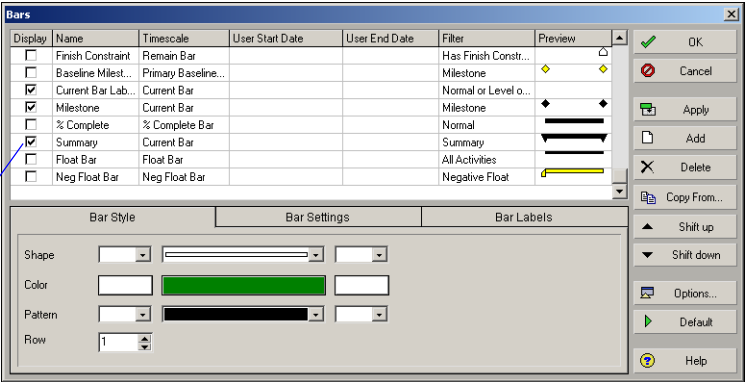 Bars
Display Name Timescale User Start Date User End Date Filter Preview
Finish Constraint Remain Bar Has Finish Constr...
Baseline Milest... Primary Baseline... Milestone
Current Bar Lab... Current Bar Normal or Level o...
Milestone Current Bar Milestone
% Complete % Complete Bar Normal
Summary Current Bar Summary
Float Bar Float Bar All Activities
Neg Float Bar Neg Float Bar Negative Float
Bar Style Bar Settings Bar Labels
Shape
Color
Pattern
Row 1
OK
Cancel
Apply
Add
Delete
Copy From...
Shift up
Shift down
Options...
Default
Help